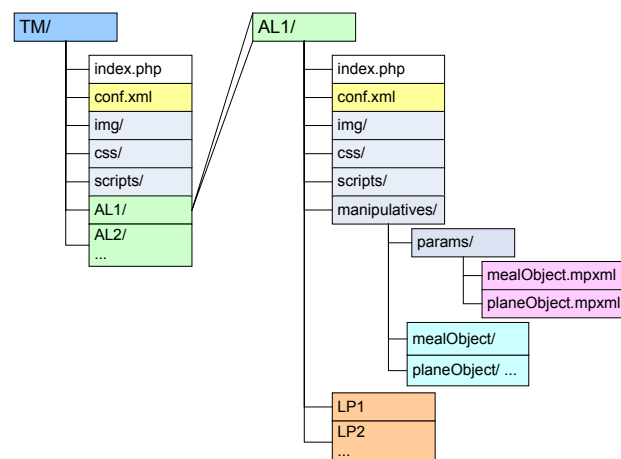 TM/
index.php
conf.xml
img/
css/
scripts/
AL1/
AL2/
...
AL1/
index.php
conf.xml
img/
css/
scripts/
manipulatives/
params/
mealObject.mpxml
planeObject.mpxml
mealObject/
planeObject/ ...
LP1
LP2
...